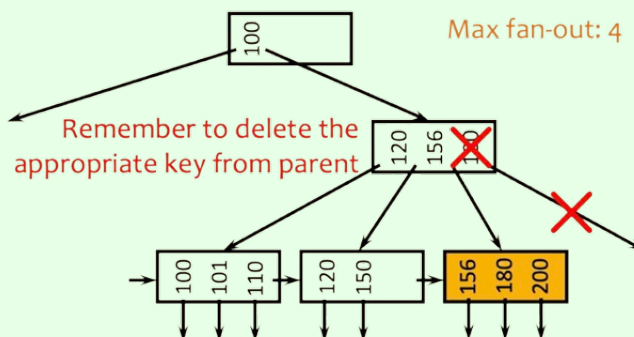 100
Max fan-out: 4
Remember to delete the
appropriate key from parent
120 156 180
100 101 110
120 150
156 180 200